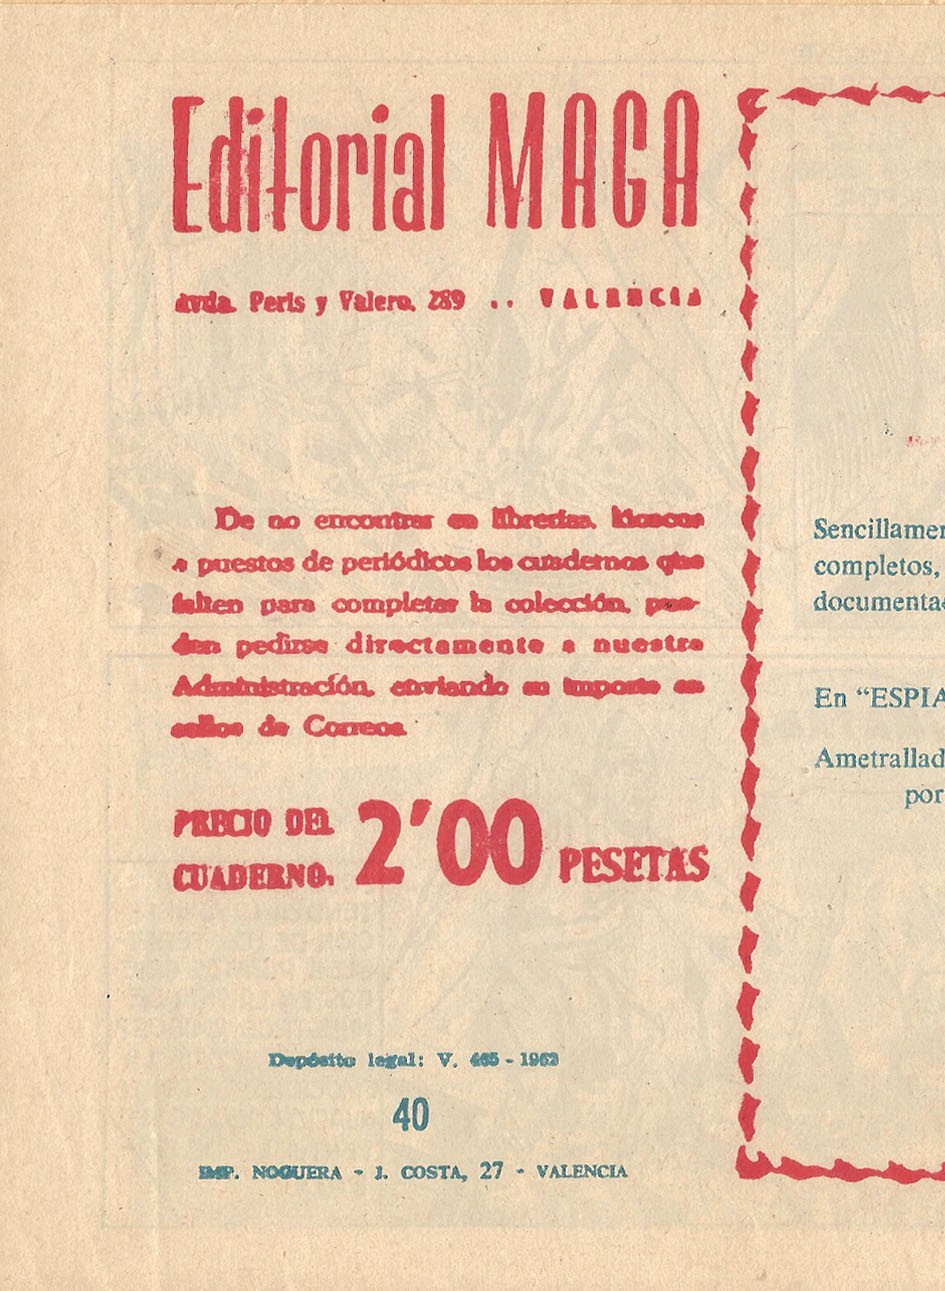 Editorial MAGA
Avda. Peris y Valero, 289 .. VALENCIA
De no encontrar en librerías, kioscos
o puestos de periódicos los cuadernos que
falten para completar la colección, pue-
den pedirse directamente a nuestra
Administración, enviando su importe en
sellos de Correos.
PRECIO DEL
CUADERNO, 2'00 PESETAS
Depósito legal: V. 465 - 1962
40
IMP. NOGUERA - J. COSTA, 27 - VALENCIA
Sencillamen
completos,
documentad
En “ESPIA
Ametrallad
por